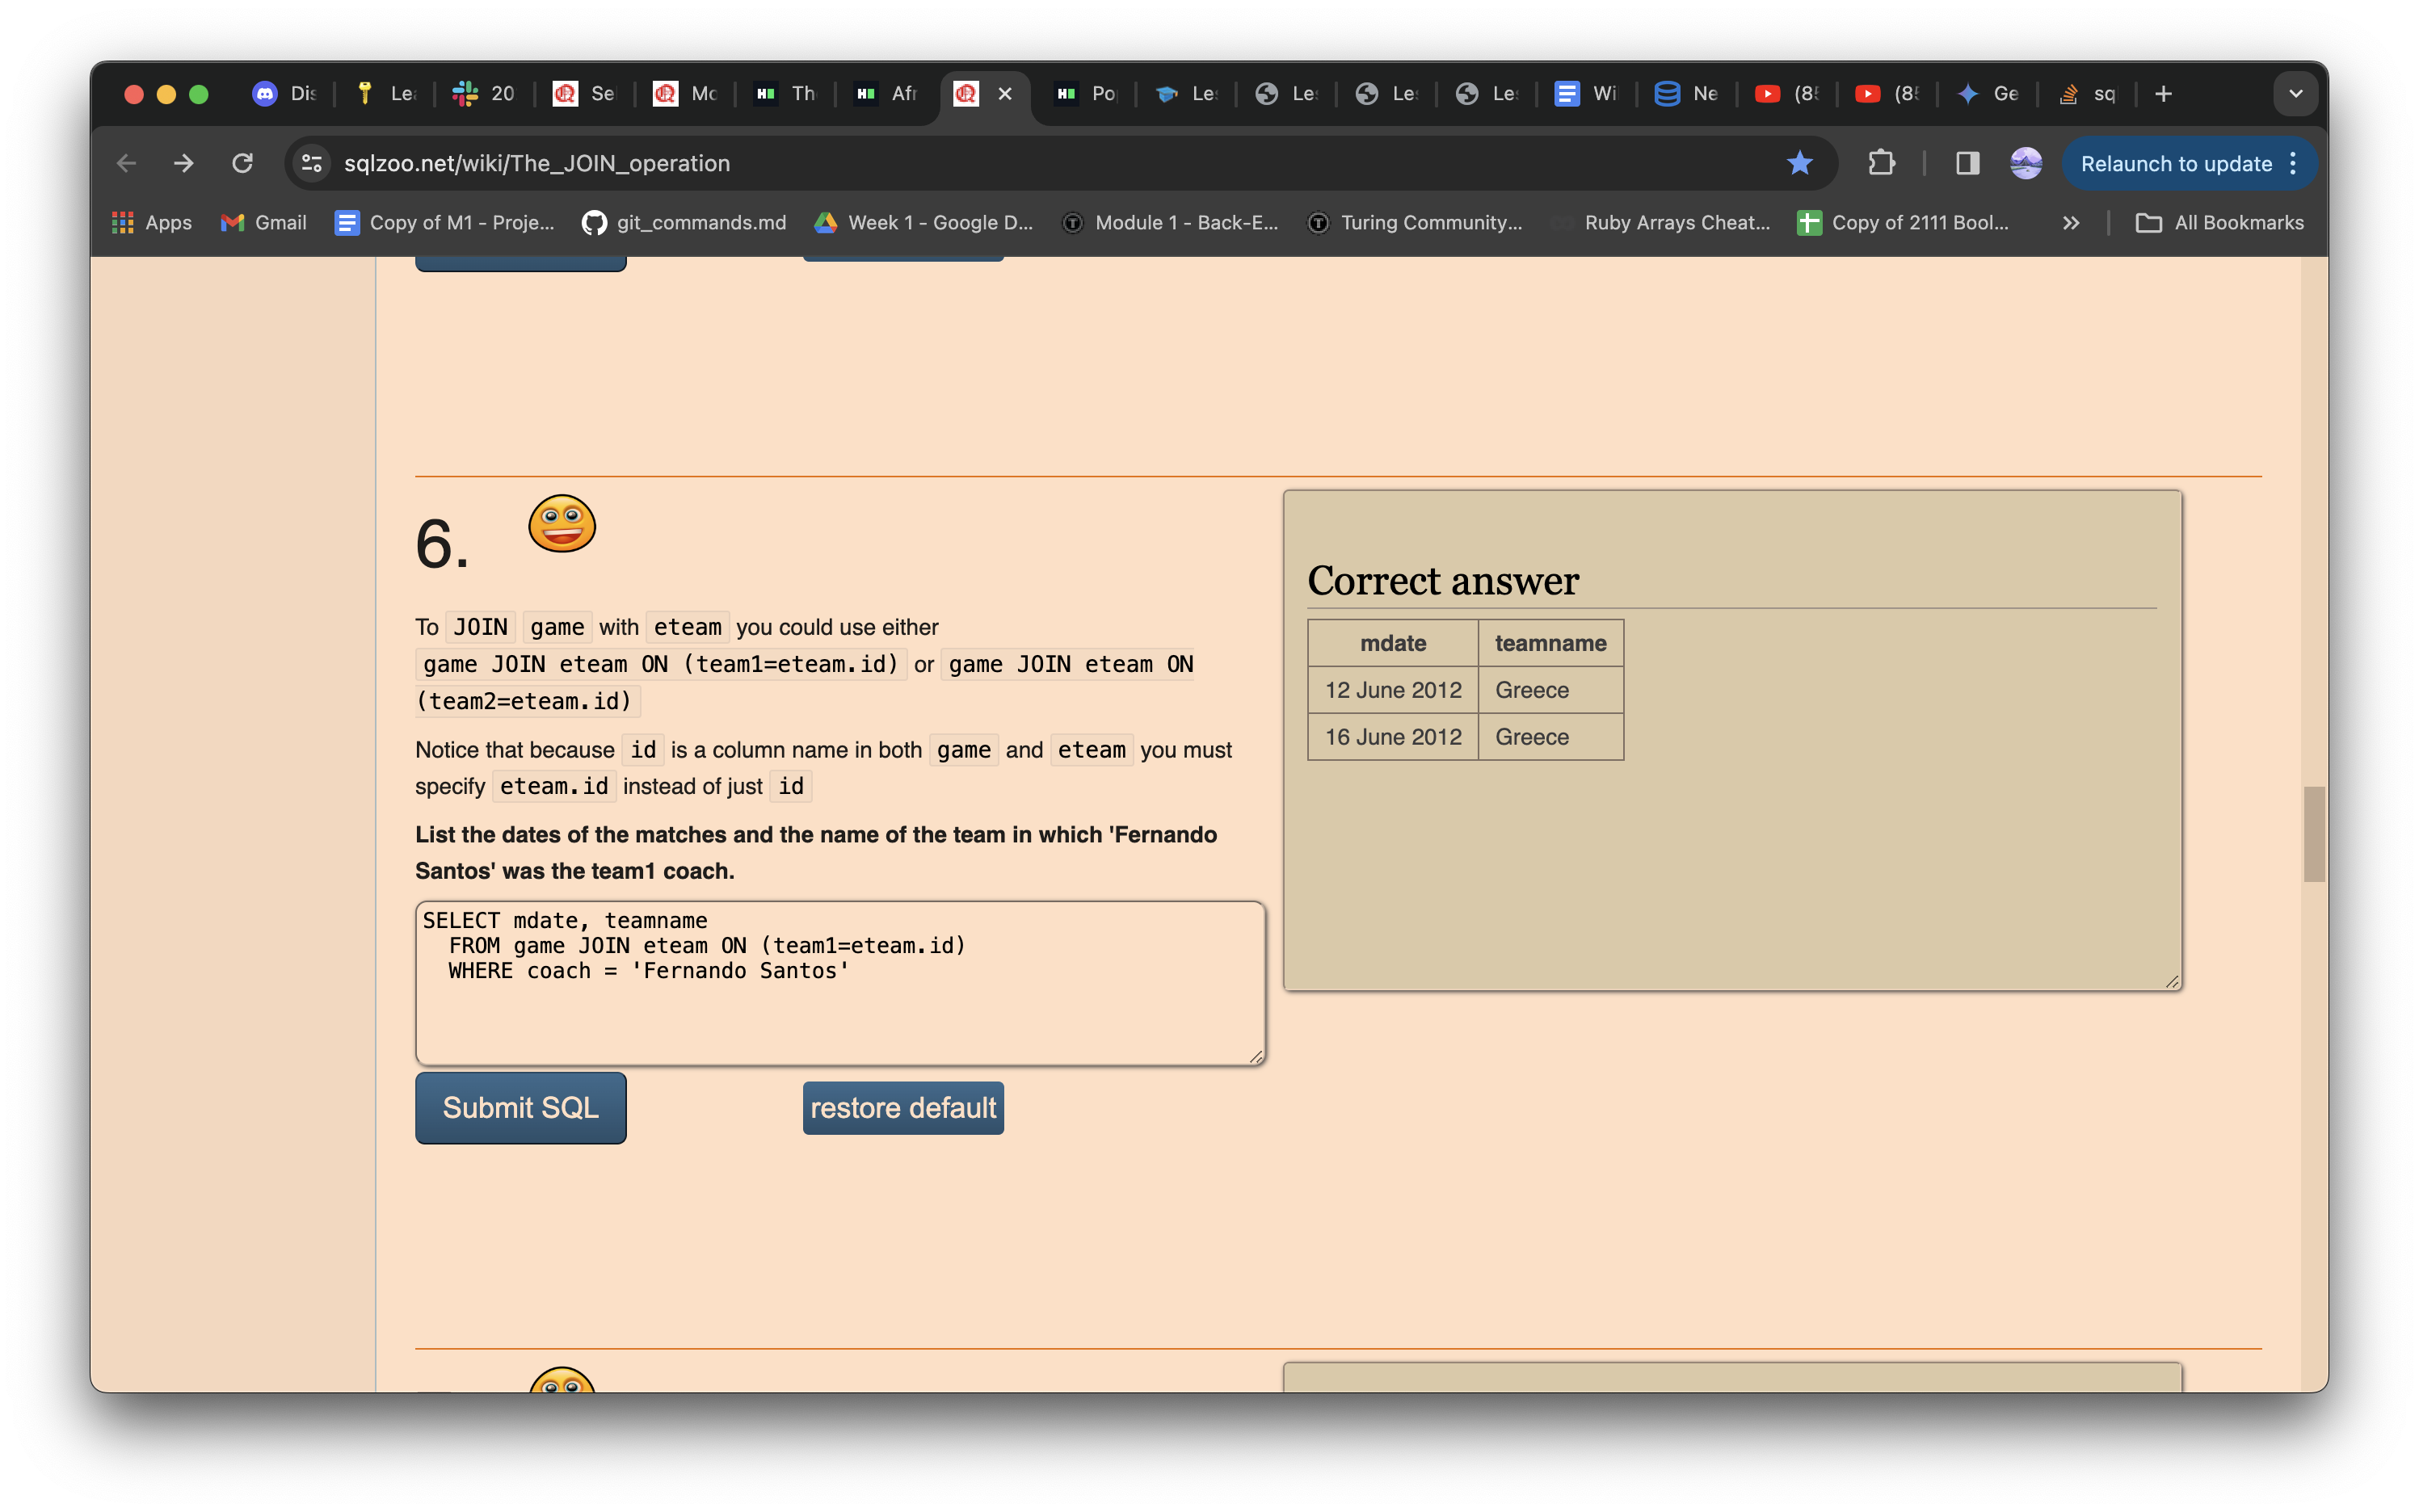 Dis
Le
20
Se
Mc
Th
Afr
Po
Le
Le
Le
Le
Wi
Ne
(8
(8
Ge
sq
sqlzoo.net/wiki/The_JOIN_operation
Relaunch to update
Apps
Gmail
Copy of M1 - Proje...
git_commands.md
Week 1 - Google D...
Module 1 - Back-E...
Turing Community...
Ruby Arrays Cheat...
Copy of 2111 Bool...
All Bookmarks
6.
To JOIN game with eteam you could use either
game JOIN eteam ON (team1=eteam.id) or game JOIN eteam ON
(team2=eteam.id)
Notice that because id is a column name in both game and eteam you must
specify eteam.id instead of just id
List the dates of the matches and the name of the team in which 'Fernando
Santos' was the team1 coach.
SELECT mdate, teamname
FROM game JOIN eteam ON (team1=eteam.id)
WHERE coach = 'Fernando Santos'
Submit SQL
restore default
Correct answer
mdate teamname
12 June 2012 Greece
16 June 2012 Greece